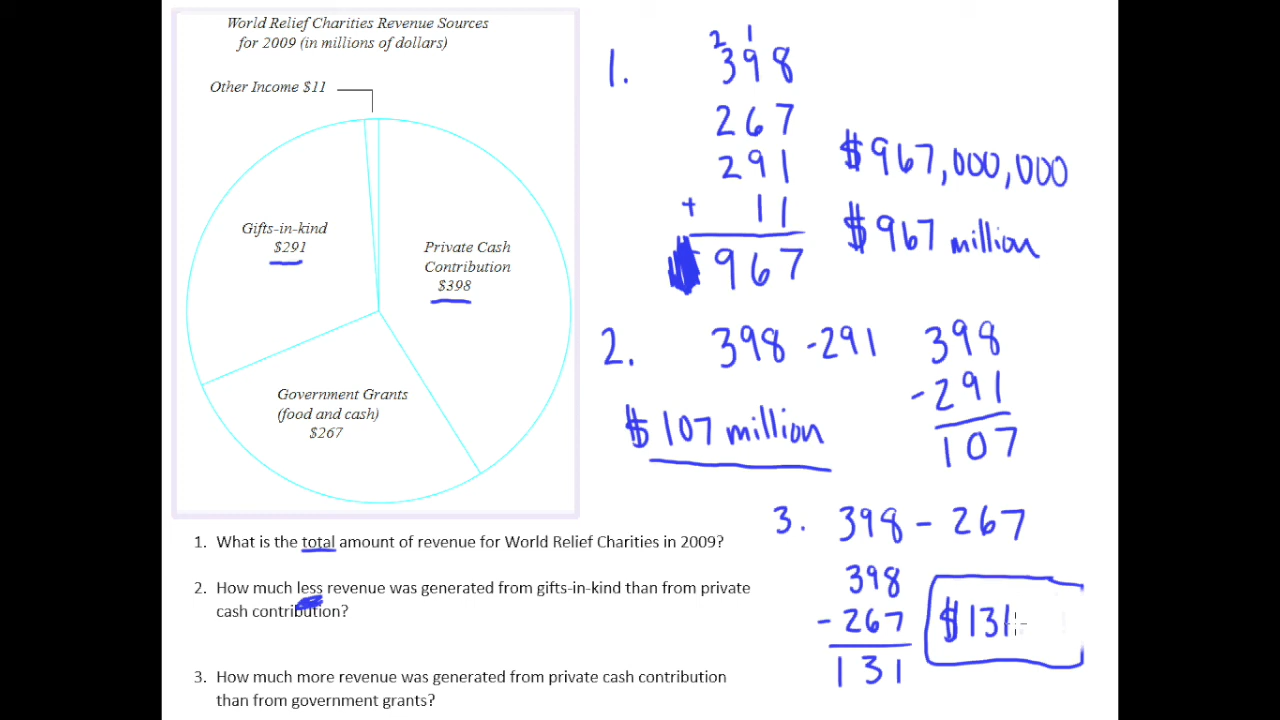 World Relief Charities Revenue Sources
for 2009 (in millions of dollars)
Other Income $11
Gifts-in-kind
$291
Private Cash
Contribution
$398
Government Grants
(food and cash)
$267
1. What is the total amount of revenue for World Relief Charities in 2009?
2. How much less revenue was generated from gifts-in-kind than from private
cash contribution?
3. How much more revenue was generated from private cash contribution
than from government grants?
1.
2 1
398
267
291
+ 11
967
$967,000,000
$967 million
2. 398 - 291
398
- 291
107
$107 million
3. 398 - 267
398
- 267
131
$131